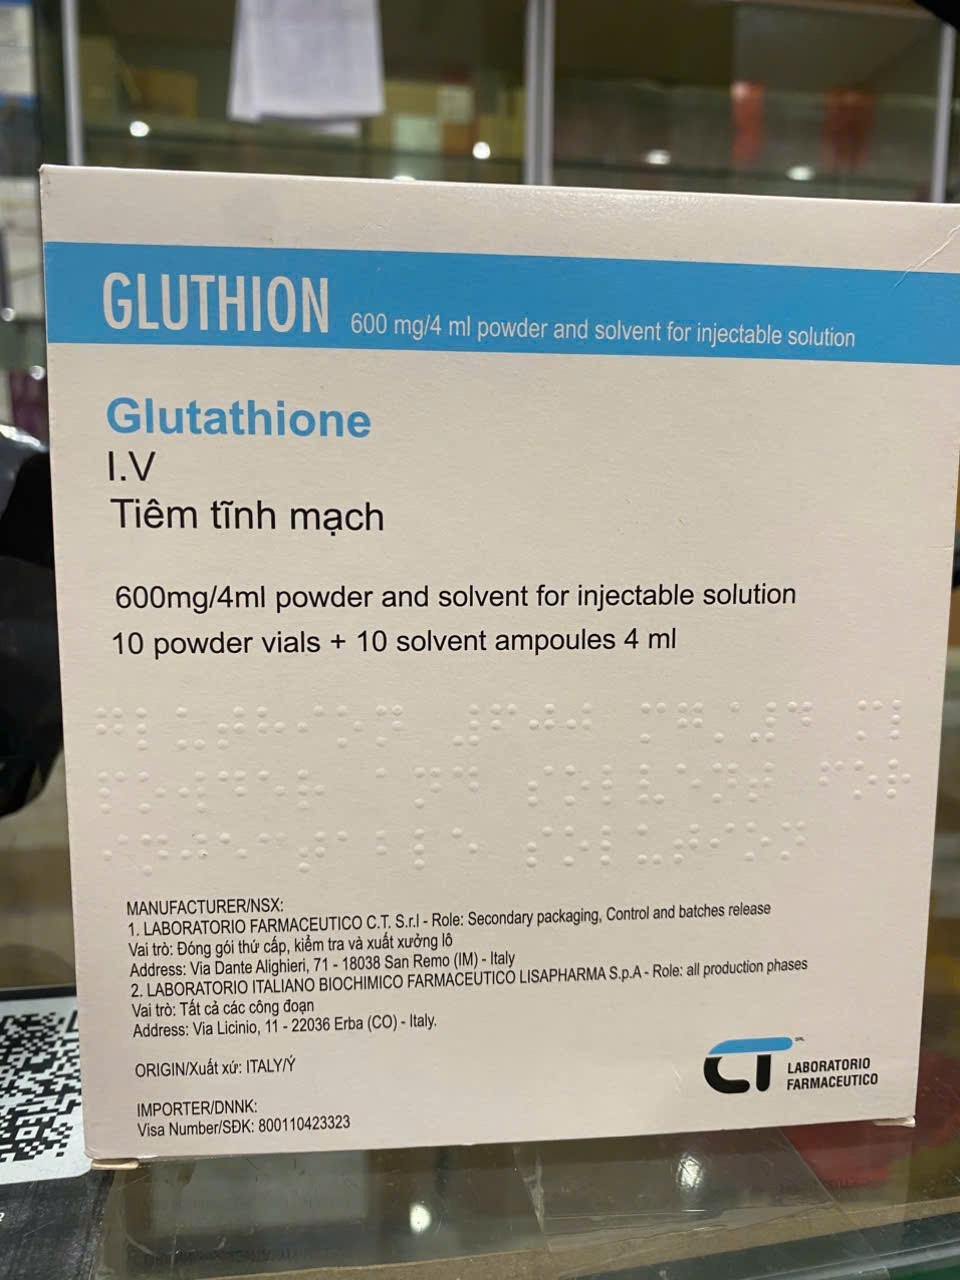 GLUTHION 600 mg/4 ml powder and solvent for injectable solution
Glutathione
I.V
Tiêm tĩnh mạch
600mg/4ml powder and solvent for injectable solution
10 powder vials + 10 solvent ampoules 4 ml
MANUFACTURER/NSX:
1. LABORATORIO FARMACEUTICO C.T. S.r.l - Role: Secondary packaging, Control and batches release
Vai trò: Đóng gói thứ cấp, kiểm tra và xuất xưởng lô
Address: Via Dante Alighieri, 71 - 18038 San Remo (IM) - Italy
2. LABORATORIO ITALIANO BIOCHIMICO FARMACEUTICO LISAPHARMA S.p.A - Role: all production phases
Vai trò: Tất cả các công đoạn
Address: Via Licinio, 11 - 22036 Erba (CO) - Italy.
ORIGIN/Xuất xứ: ITALY/Ý
IMPORTER/DNNK:
Visa Number/SĐK: 800110423323
CT
LABORATORIO
FARMACEUTICO